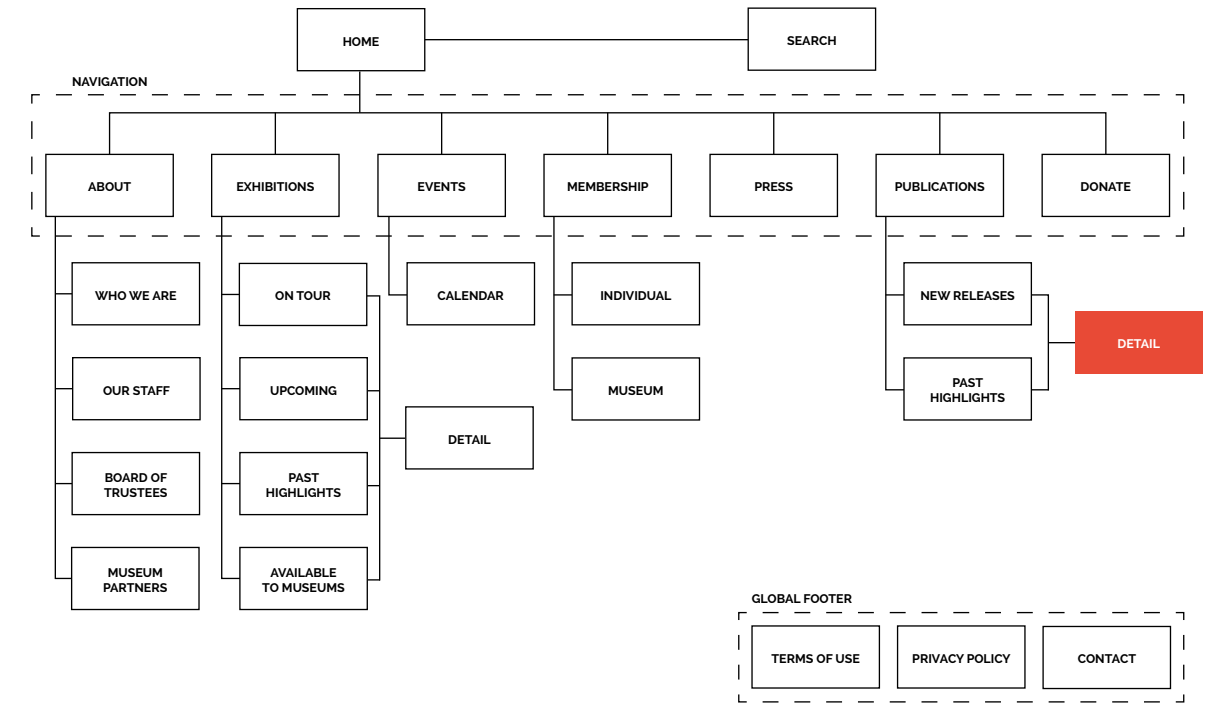 HOME
SEARCH
NAVIGATION
ABOUT
EXHIBITIONS
EVENTS
MEMBERSHIP
PRESS
PUBLICATIONS
DONATE
WHO WE ARE
ON TOUR
CALENDAR
INDIVIDUAL
NEW RELEASES
DETAIL
OUR STAFF
UPCOMING
MUSEUM
PAST
HIGHLIGHTS
DETAIL
BOARD OF
TRUSTEES
PAST
HIGHLIGHTS
MUSEUM
PARTNERS
AVAILABLE
TO MUSEUMS
GLOBAL FOOTER
TERMS OF USE
PRIVACY POLICY
CONTACT